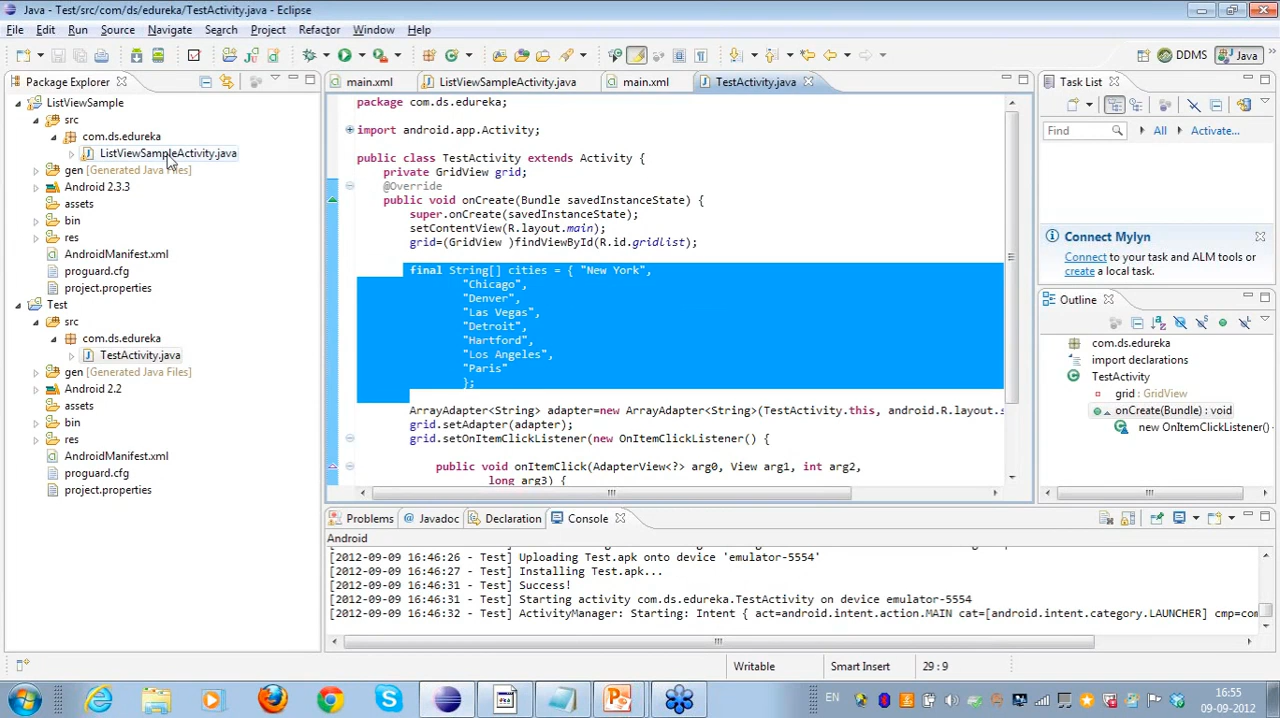 Java - Test/src/com/ds/edureka/TestActivity.java - Eclipse
File Edit Run Source Search Refactor Navigate Project Window Help
DDMS Java
Package Explorer
main.xml ListViewSampleActivity.java main.xml TestActivity.java
Task List
ListViewSample
src
com.ds.edureka
ListViewSampleActivity.java
gen [Generated Java Files]
Android 2.3.3
assets
bin
res
AndroidManifest.xml
proguard.cfg
project.properties
Test
src
com.ds.edureka
TestActivity.java
gen [Generated Java Files]
Android 2.2
assets
bin
res
AndroidManifest.xml
proguard.cfg
project.properties
package com.ds.edureka;
import android.app.Activity;
public class TestActivity extends Activity {
private GridView grid;
@Override
public void onCreate(Bundle savedInstanceState) {
super.onCreate(savedInstanceState);
setContentView(R.layout.main);
grid=(GridView )findViewById(R.id.gridlist);
final String[] cities = { "New York",
"Chicago",
"Denver",
"Las Vegas",
"Detroit",
"Hartford",
"Los Angeles",
"Paris"
};
ArrayAdapter<String> adapter=new ArrayAdapter<String>(TestActivity.this, android.R.layout.s
grid.setAdapter(adapter);
grid.setOnItemClickListener(new OnItemClickListener() {
public void onItemClick(AdapterView<?> arg0, View arg1, int arg2,
long arg3) {
Find All Activate...
Connect Mylyn
Connect to your task and ALM tools or
create a local task.
Outline
com.ds.edureka
import declarations
TestActivity
grid : GridView
onCreate(Bundle) : void
new OnItemClickListener()
Problems Javadoc Declaration Console
Android
[2012-09-09 16:46:26 - Test] Uploading Test.apk onto device 'emulator-5554'
[2012-09-09 16:46:27 - Test] Installing Test.apk...
[2012-09-09 16:46:31 - Test] Success!
[2012-09-09 16:46:31 - Test] Starting activity com.ds.edureka.TestActivity on device emulator-5554
[2012-09-09 16:46:32 - Test] ActivityManager: Starting: Intent { act=android.intent.action.MAIN cat=[android.intent.category.LAUNCHER] cmp=com
Writable Smart Insert 29 : 9
EN
16:55
09-09-2012